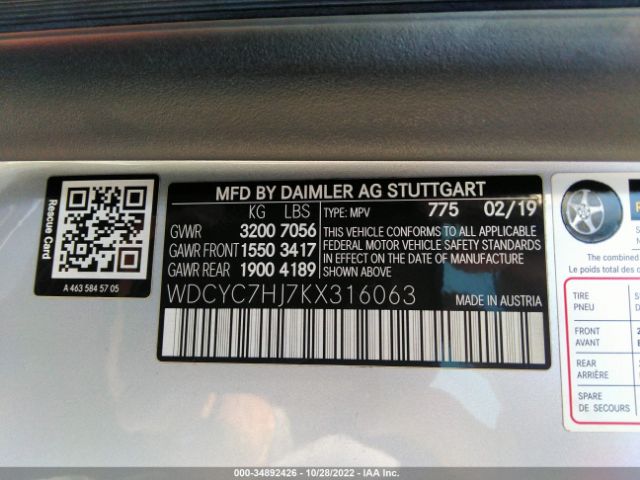 Rescue Card
A 463 584 57 05
MFD BY DAIMLER AG STUTTGART
KG LBS TYPE: MPV 775 02/19
GVWR 3200 7056
GAWR FRONT 1550 3417
GAWR REAR 1900 4189
THIS VEHICLE CONFORMS TO ALL APPLICABLE
FEDERAL MOTOR VEHICLE SAFETY STANDARDS
IN EFFECT ON THE DATE OF MANUFACTURE
SHOWN ABOVE.
WDCYC7HJ7KX316063 MADE IN AUSTRIA
The combined
Le poids total de
TIRE
PNEU
FRONT
AVANT
REAR
ARRIÈRE
SPARE
DE SECOURS
000-34892426 | 10/28/2022 | IAA Inc.